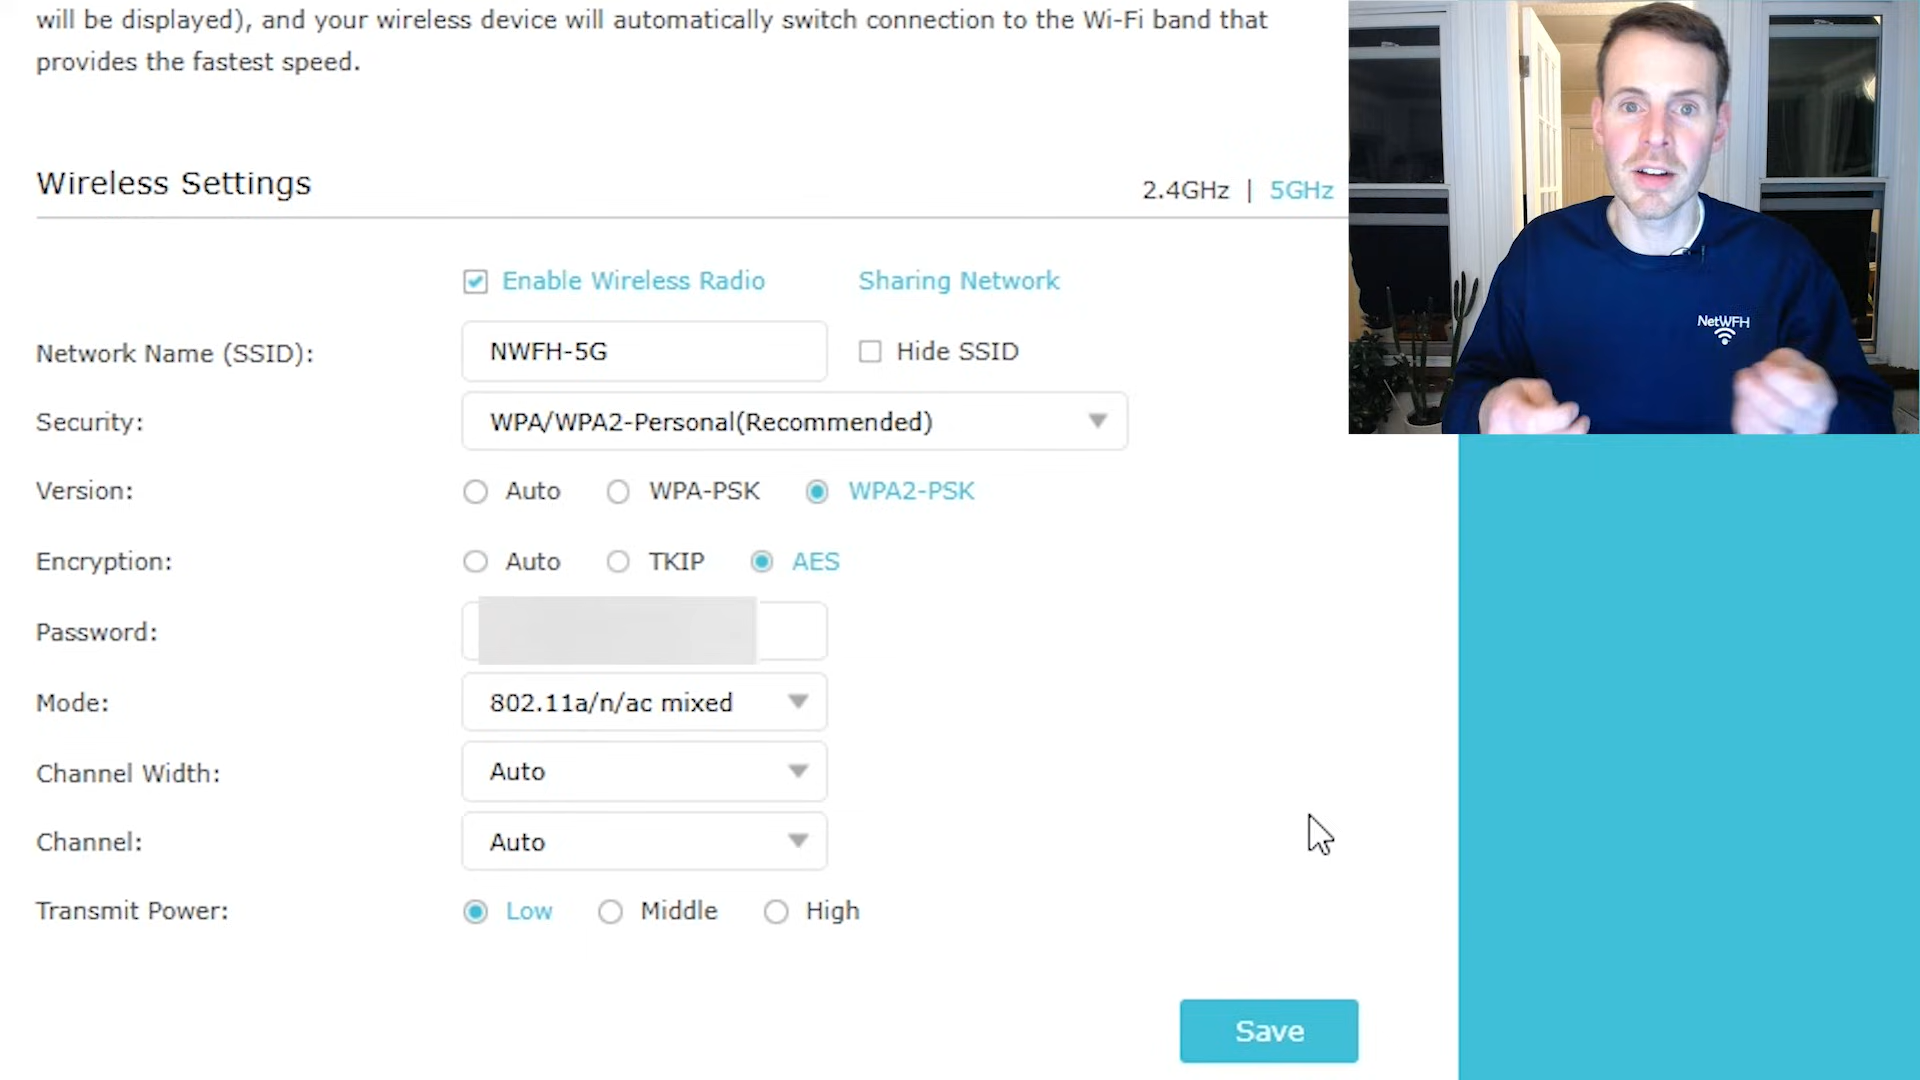 will be displayed), and your wireless device will automatically switch connection to the Wi-Fi band that
provides the fastest speed.
Wireless Settings
2.4GHz | 5GHz
Enable Wireless Radio
Sharing Network
Network Name (SSID):
NWFH-5G
Hide SSID
Security:
WPA/WPA2-Personal(Recommended)
Version:
Auto
WPA-PSK
WPA2-PSK
Encryption:
Auto
TKIP
AES
Password:
Mode:
802.11a/n/ac mixed
Channel Width:
Auto
Channel:
Auto
Transmit Power:
Low
Middle
High
Save
NetWFH